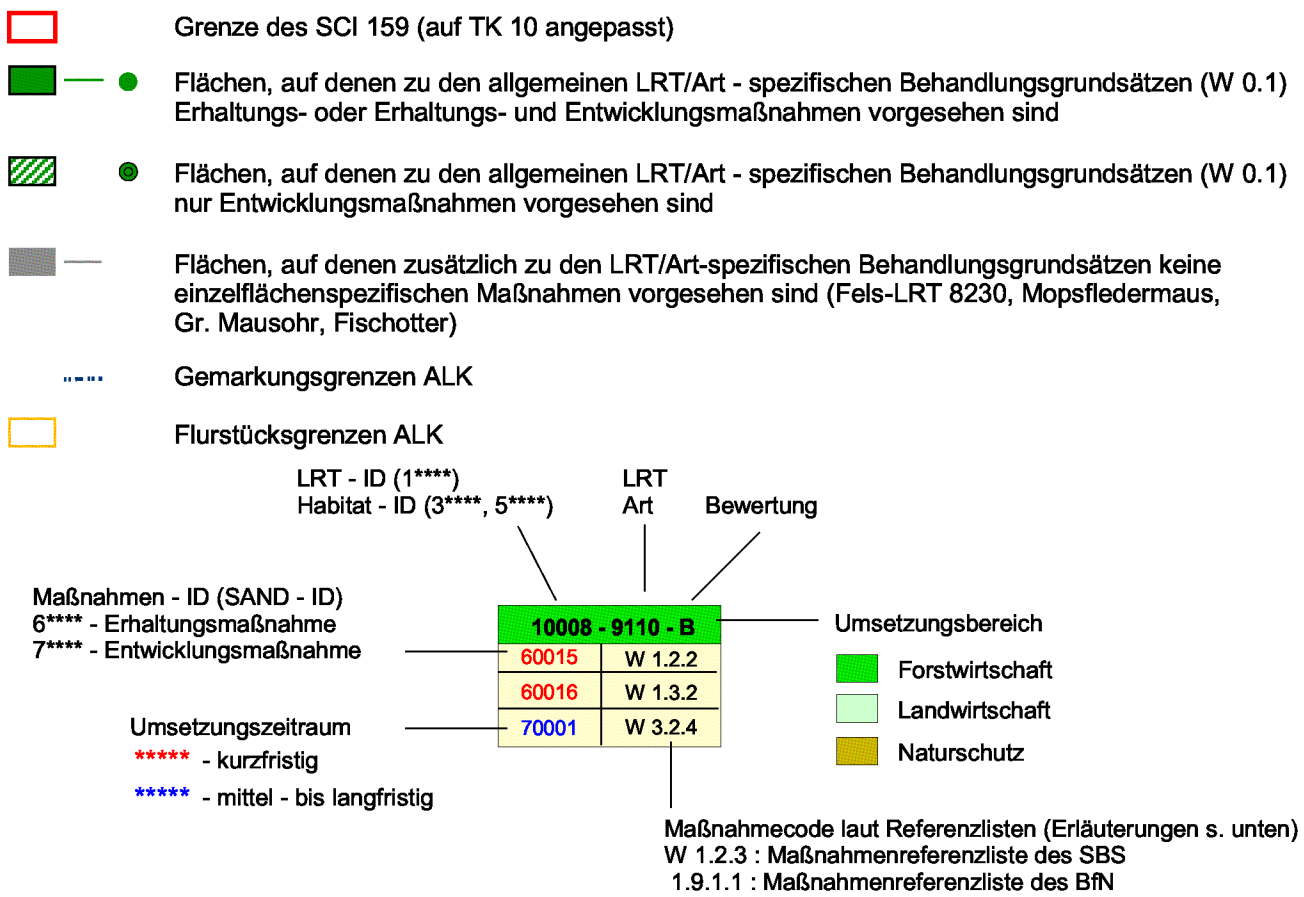 Grenze des SCI 159 (auf TK 10 angepasst)
Flächen, auf denen zu den allgemeinen LRT/Art - spezifischen Behandlungsgrundsätzen (W 0.1)
Erhaltungs- oder Erhaltungs- und Entwicklungsmaßnahmen vorgesehen sind
Flächen, auf denen zu den allgemeinen LRT/Art - spezifischen Behandlungsgrundsätzen (W 0.1)
nur Entwicklungsmaßnahmen vorgesehen sind
Flächen, auf denen zusätzlich zu den LRT/Art-spezifischen Behandlungsgrundsätzen keine
einzelflächenspezifischen Maßnahmen vorgesehen sind (Fels-LRT 8230, Mopsfledermaus,
Gr. Mausohr, Fischotter)
Gemarkungsgrenzen ALK
Flurstücksgrenzen ALK
LRT - ID (1****)
Habitat - ID (3****, 5****)
LRT
Art
Bewertung
Maßnahmen - ID (SAND - ID)
6**** - Erhaltungsmaßnahme
7**** - Entwicklungsmaßnahme
Umsetzungszeitraum
***** - kurzfristig
***** - mittel - bis langfristig
10008 - 9110 - B
60015 W 1.2.2
60016 W 1.3.2
70001 W 3.2.4
Umsetzungsbereich
Forstwirtschaft
Landwirtschaft
Naturschutz
Maßnahmecode laut Referenzlisten (Erläuterungen s. unten)
W 1.2.3 : Maßnahmenreferenzliste des SBS
1.9.1.1 : Maßnahmenreferenzliste des BfN